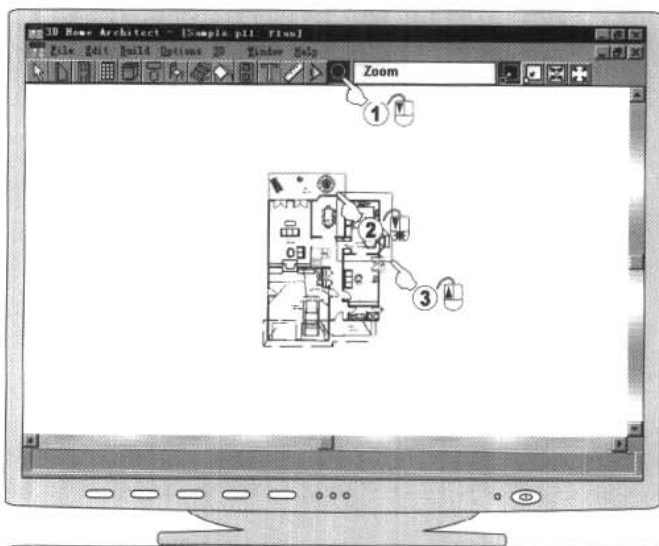 3D Home Architect - [Sample.pl1: Plan]
File Edit Build Options 3D Window Help
Zoom
1
2
3